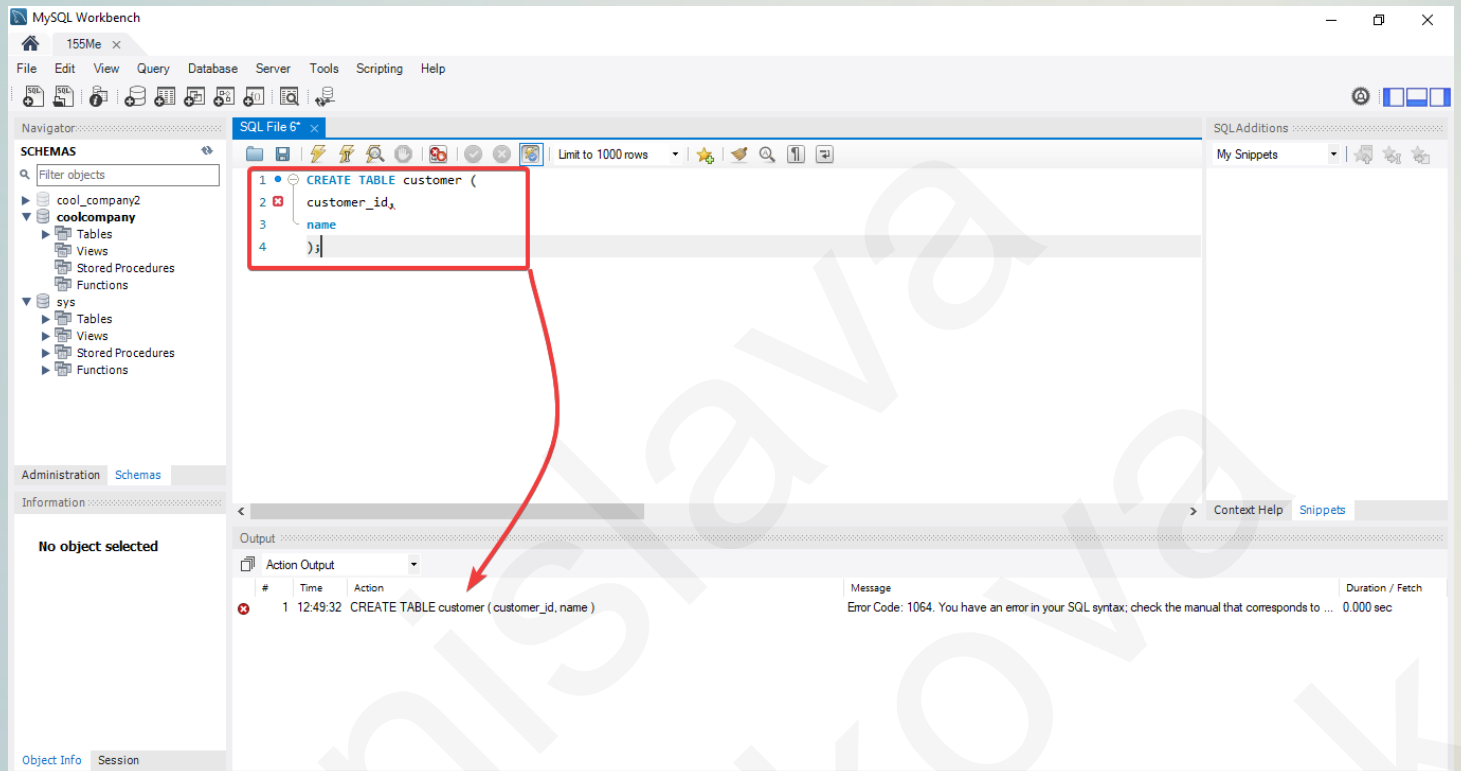 MySQL Workbench
155Me
File Edit View Query Database Server Tools Scripting Help
Navigator
SCHEMAS
Filter objects
cool_company2
coolcompany
Tables
Views
Stored Procedures
Functions
sys
Tables
Views
Stored Procedures
Functions
Administration Schemas
Information
No object selected
Object Info Session
SQL File 6*
Limit to 1000 rows
1 CREATE TABLE customer (
2 customer_id,
3 name
4 );
SQLAdditions
My Snippets
Context Help Snippets
Output
Action Output
# Time Action Message Duration / Fetch
1 12:49:32 CREATE TABLE customer ( customer_id, name ) Error Code: 1064. You have an error in your SQL syntax; check the manual that corresponds to ... 0.000 sec
nislava
kova
k